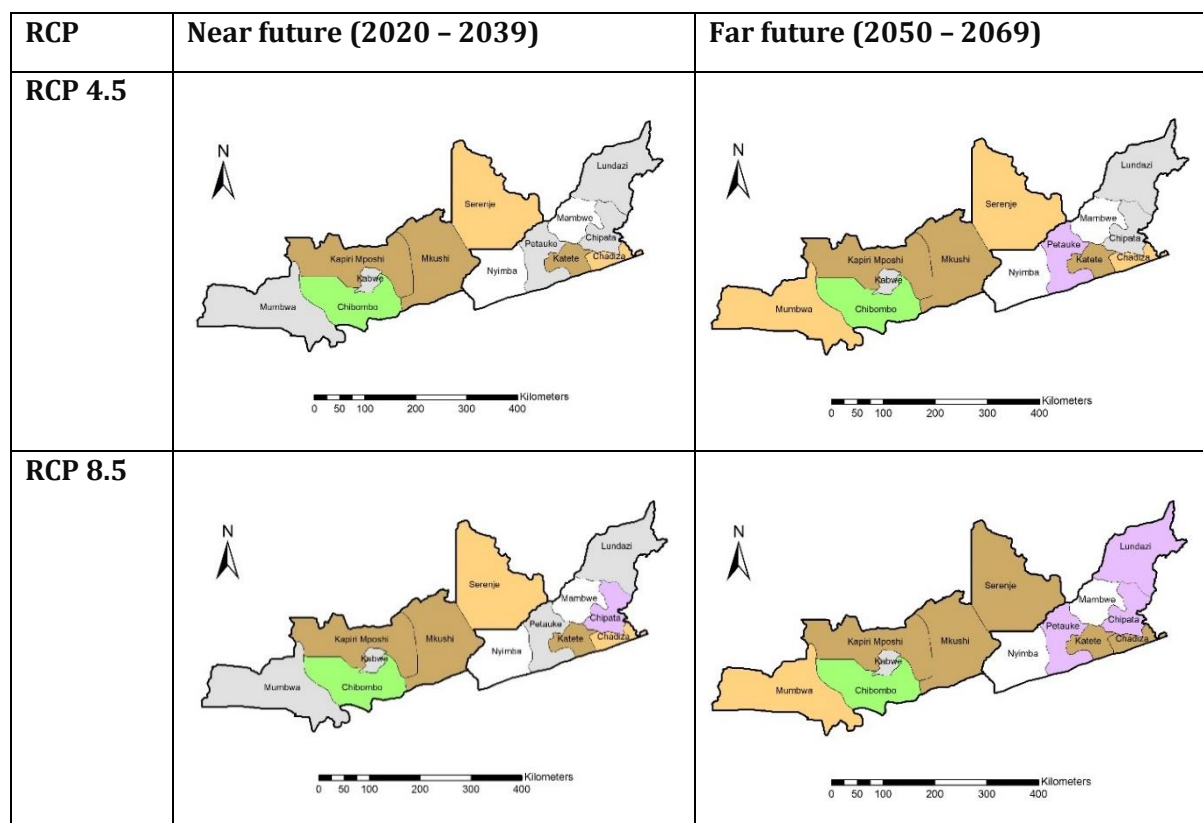 RCP Near future (2020 – 2039) Far future (2050 – 2069)
RCP 4.5
N
Lundazi
Serenje
Mambwe
Petauke
Chipata
Kapiri Mposhi
Mkushi
Katete
Chadiza
Nyimba
Kabwe
Mumbwa
Chibombo
Kilometers
0 50 100 200 300 400
N
Lundazi
Serenje
Mambwe
Petauke
Chipata
Kapiri Mposhi
Mkushi
Katete
Chadiza
Nyimba
Kabwe
Mumbwa
Chibombo
Kilometers
0 50 100 200 300 400
RCP 8.5
N
Lundazi
Serenje
Mambwe
Petauke
Chipata
Kapiri Mposhi
Mkushi
Katete
Chadiza
Nyimba
Kabwe
Mumbwa
Chibombo
Kilometers
0 50 100 200 300 400
N
Lundazi
Serenje
Mambwe
Petauke
Chipata
Kapiri Mposhi
Mkushi
Katete
Chadiza
Nyimba
Kabwe
Mumbwa
Chibombo
Kilometers
0 50 100 200 300 400